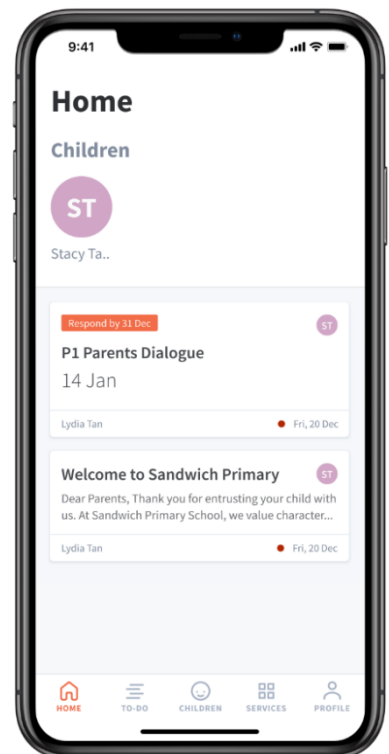 9:41
Home
Children
ST
Stacy Ta..
Respond by 31 Dec
ST
P1 Parents Dialogue
14 Jan
Lydia Tan
Fri, 20 Dec
Welcome to Sandwich Primary
ST
Dear Parents, Thank you for entrusting your child with
us. At Sandwich Primary School, we value character...
Lydia Tan
Fri, 20 Dec
HOME TO-DO CHILDREN SERVICES PROFILE